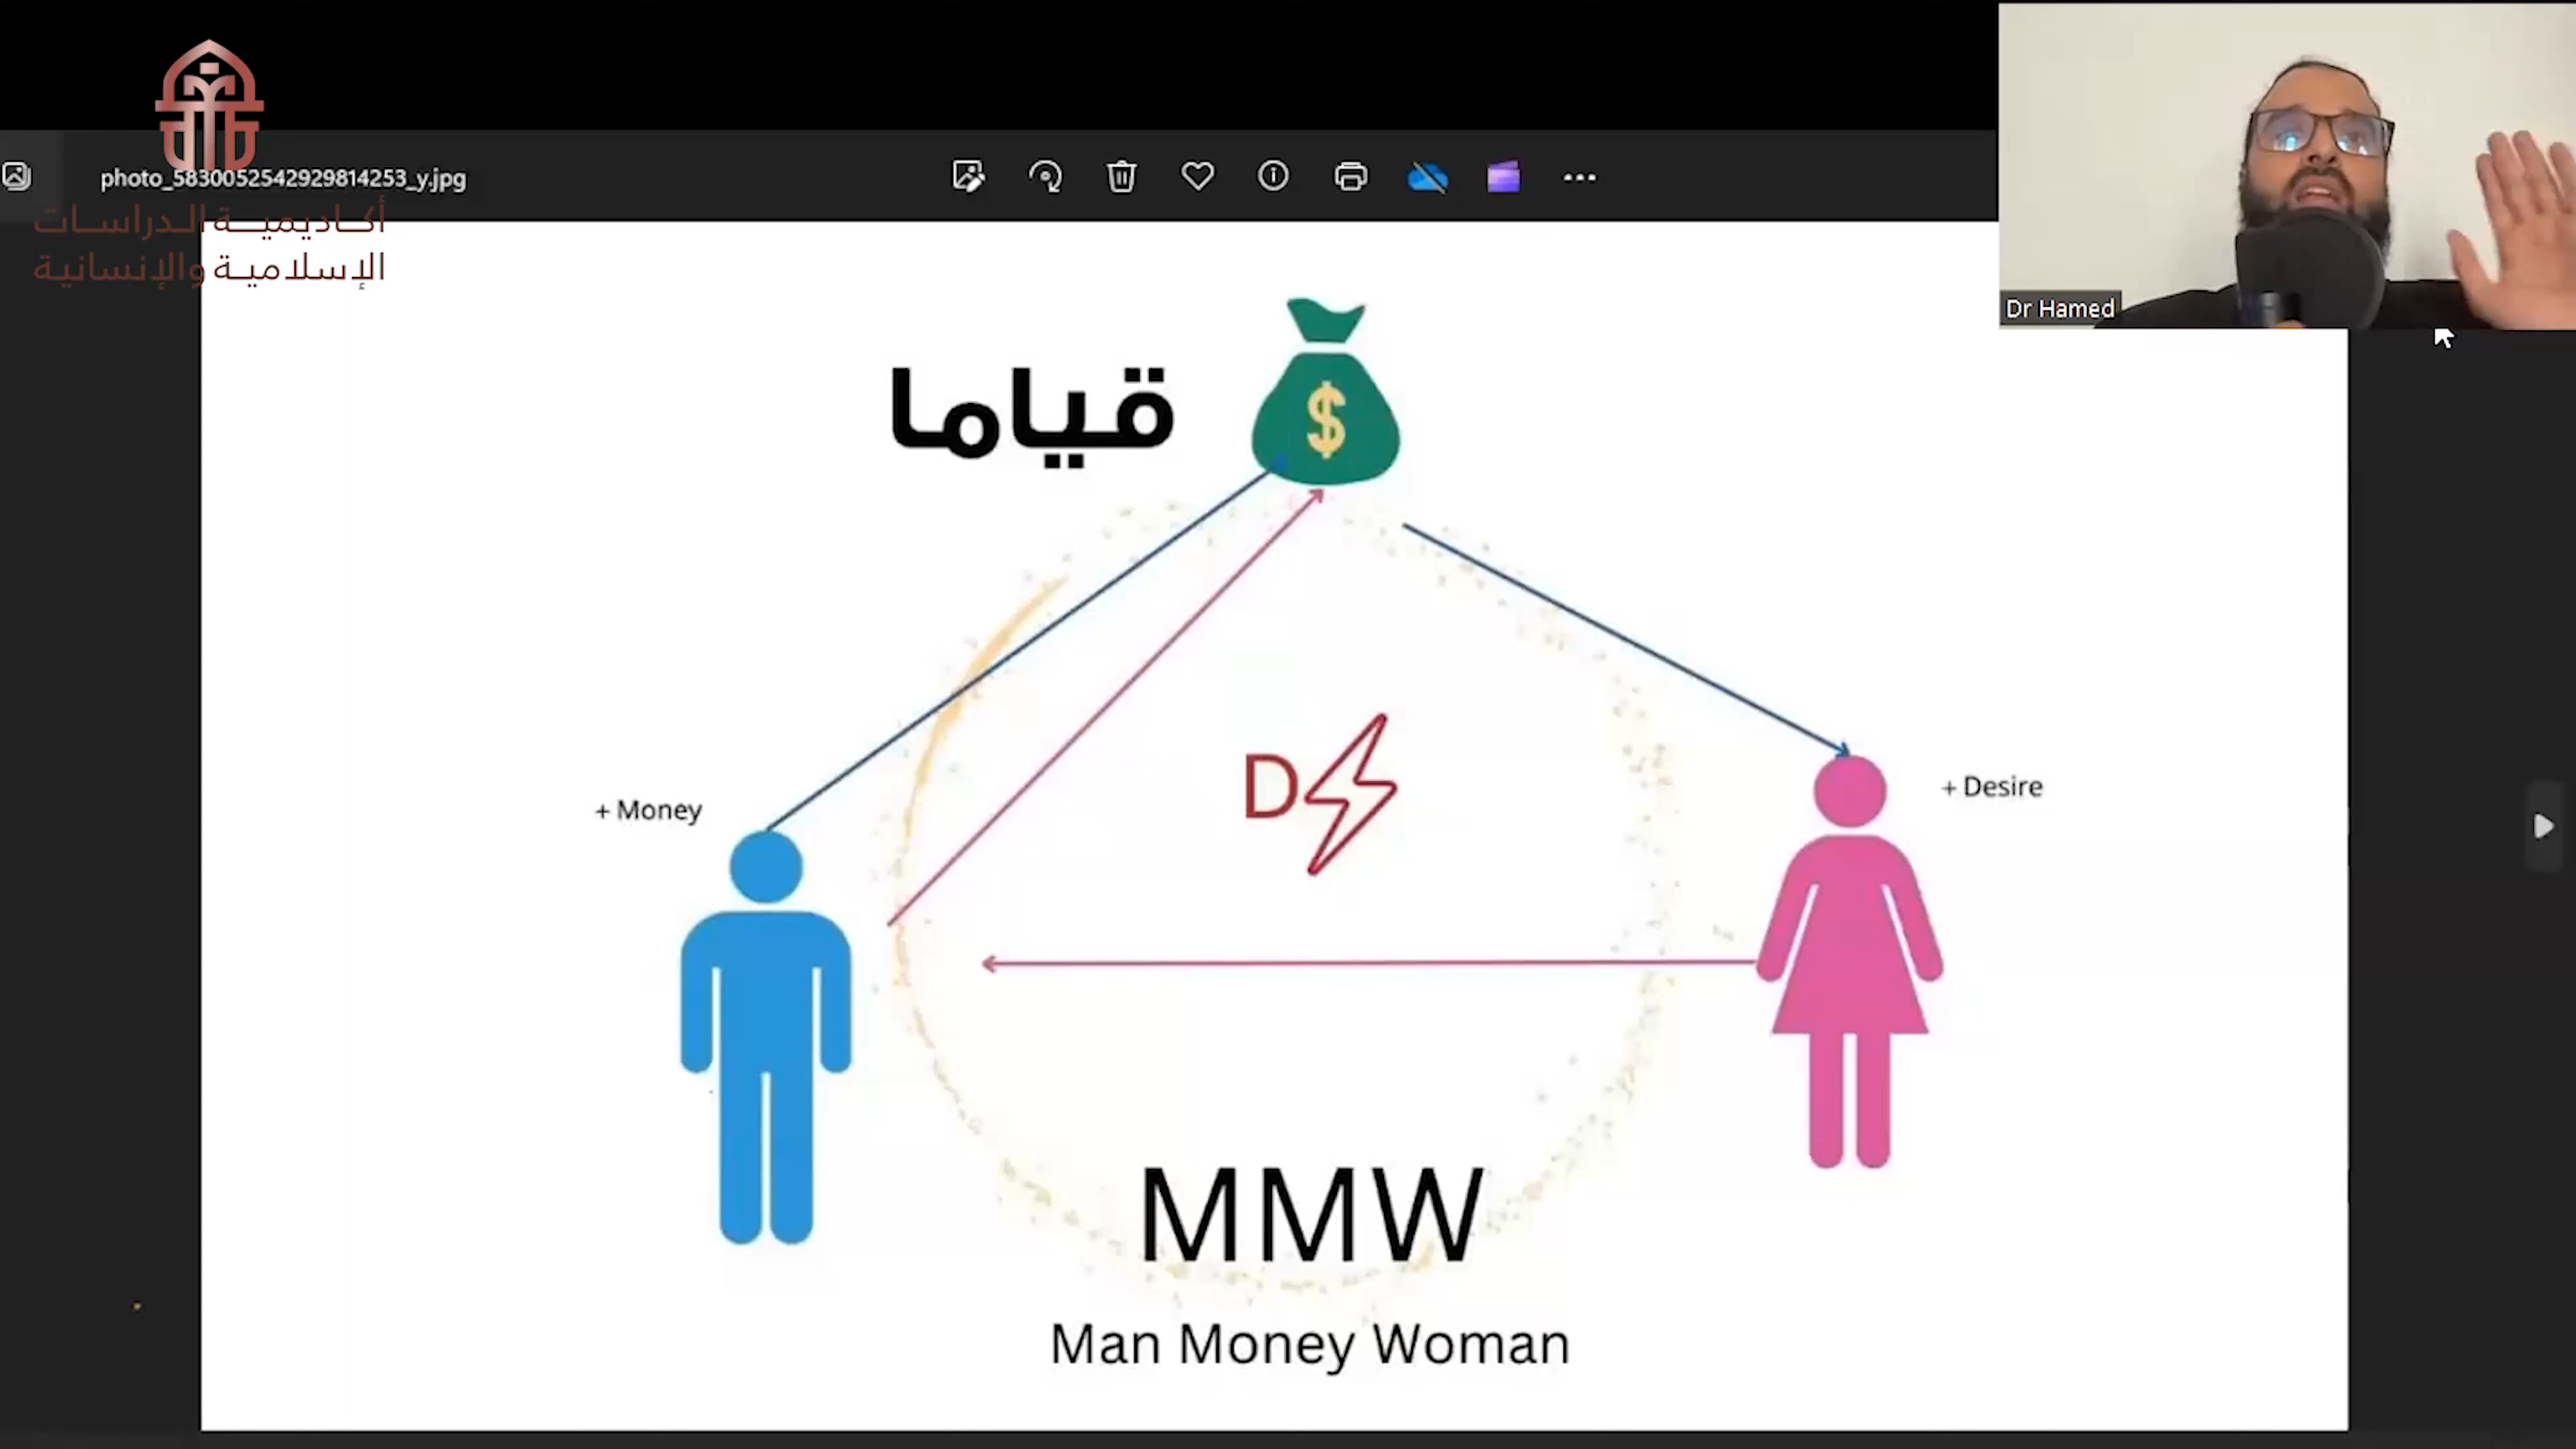 photo_5830052542929814253_y.jpg
أكاديمية الدراسات
الإسلامية والإنسانية
Dr Hamed
قياما
$
+ Money
D
+ Desire
MMW
Man Money Woman